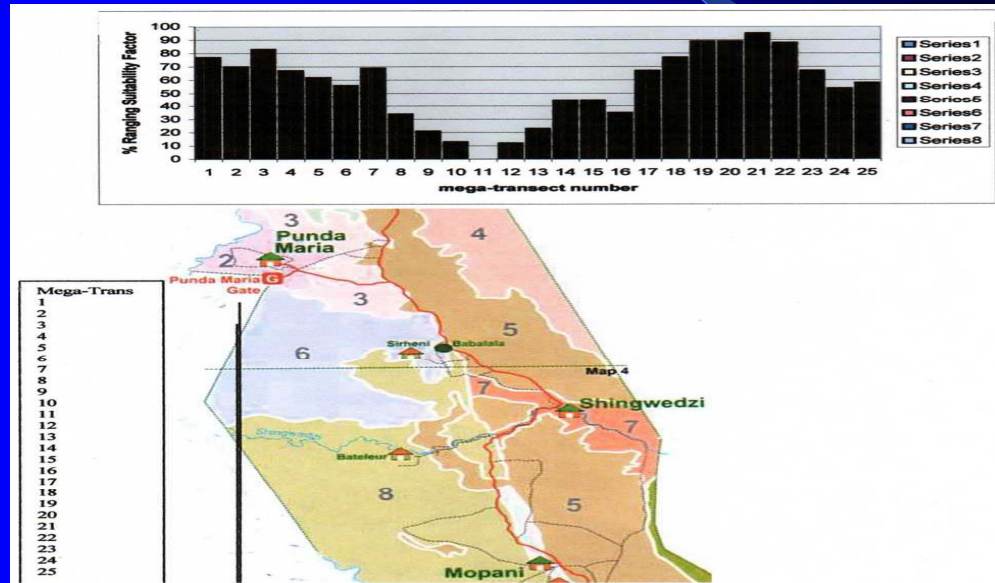 % Ranging Suitability Factor
100
90
80
70
60
50
40
30
20
10
0
1 2 3 4 5 6 7 8 9 10 11 12 13 14 15 16 17 18 19 20 21 22 23 24 25
mega-transect number
Series1
Series2
Series3
Series4
Series5
Series6
Series7
Series8
3
Punda
Maria
4
2
Punda Maria G
Gate
3
5
Sirheni
Babalala
6
Map 4
7
Shingwedzi
7
Shingwedzi
Bateleur
8
5
Mopani
Mega-Trans
1
2
3
4
5
6
7
8
9
10
11
12
13
14
15
16
17
18
19
20
21
22
23
24
25